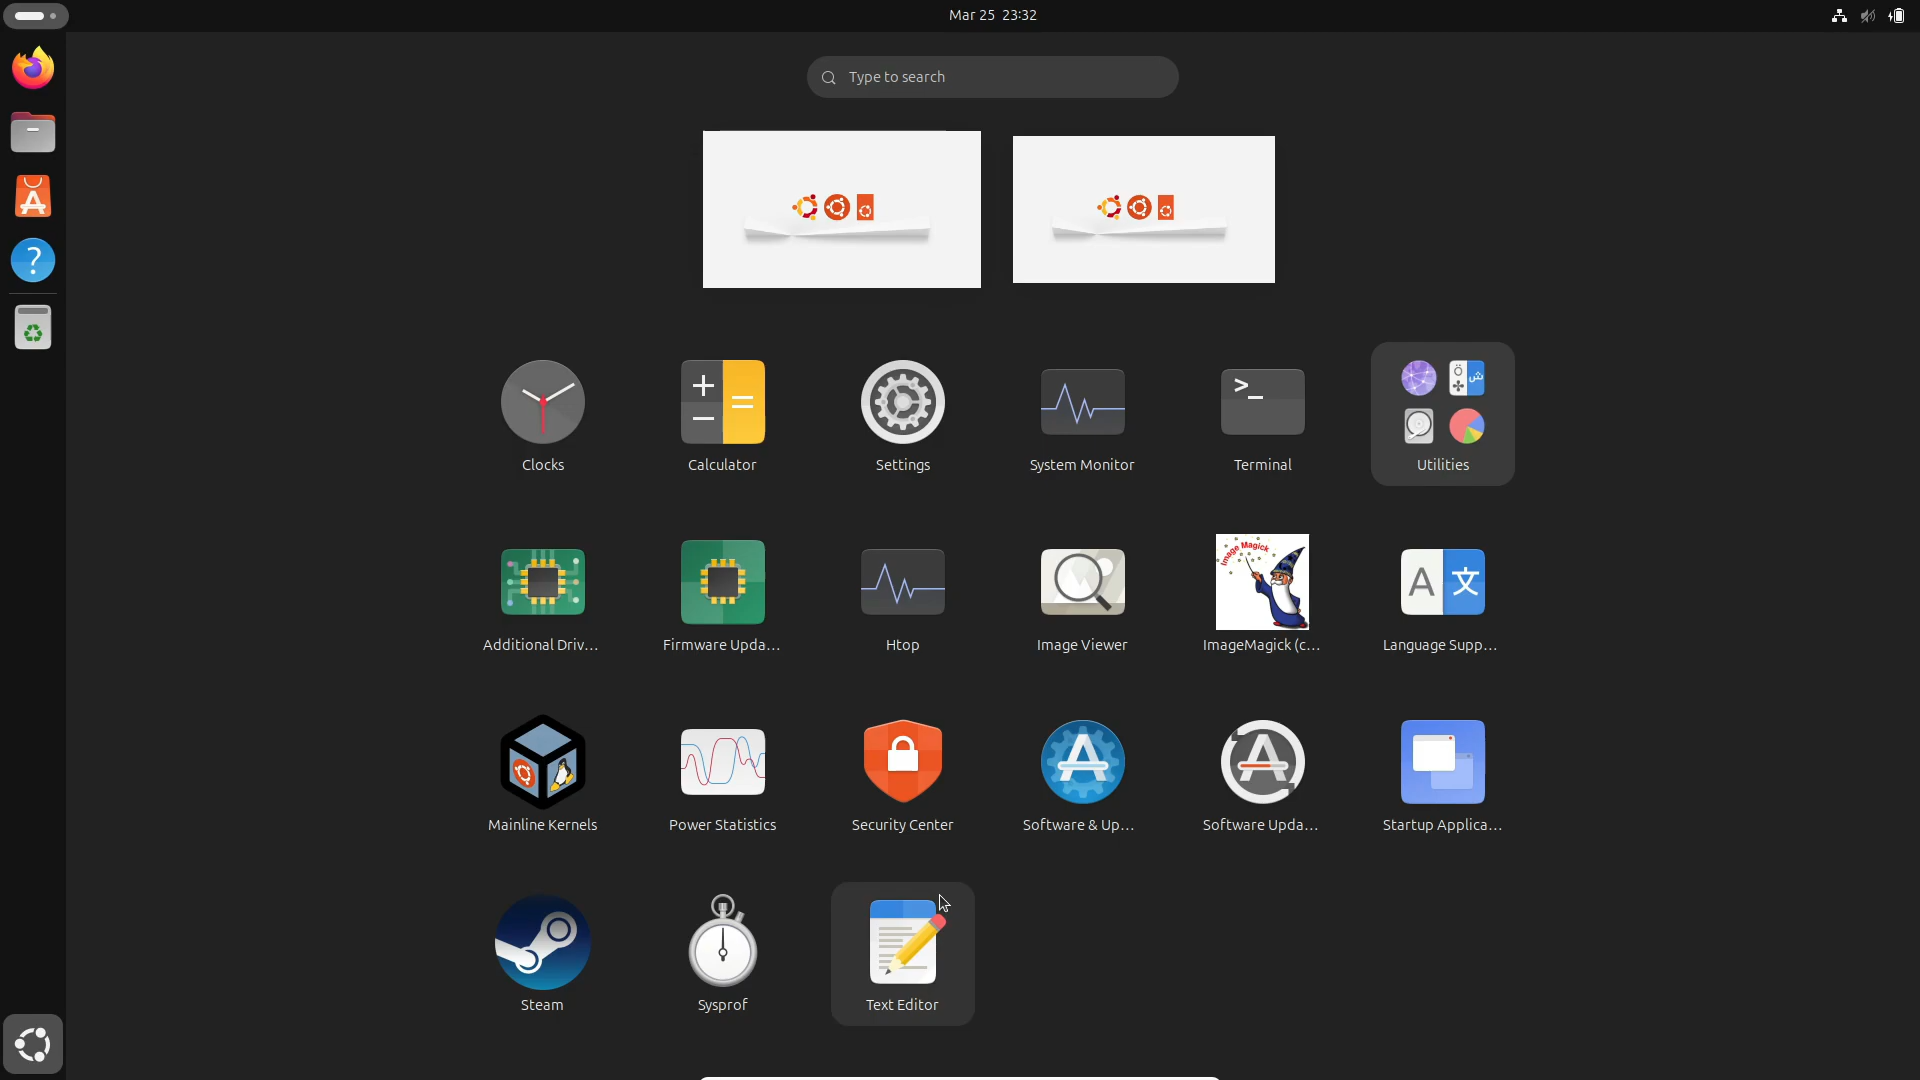 Mar 25 23:32
Type to search
Clocks
Calculator
Settings
System Monitor
Terminal
Utilities
Additional Driv...
Firmware Upda...
Htop
Image Viewer
Image Magick
ImageMagick (c...
Language Supp...
Mainline Kernels
Power Statistics
Security Center
Software & Up...
Software Upda...
Startup Applica...
Steam
Sysprof
Text Editor